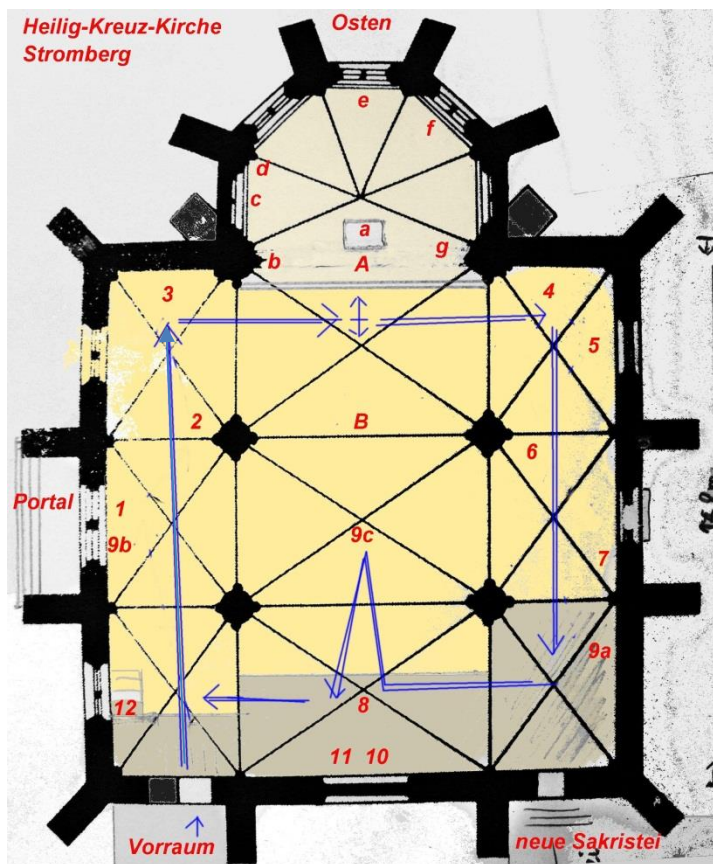 Heilig-Kreuz-Kirche
Stromberg
Osten
e
f
d
c
a
b
A
g
3
4
5
2
B
6
Portal
1
9b
9c
7
9a
12
8
11 10
Vorraum
neue Sakristei